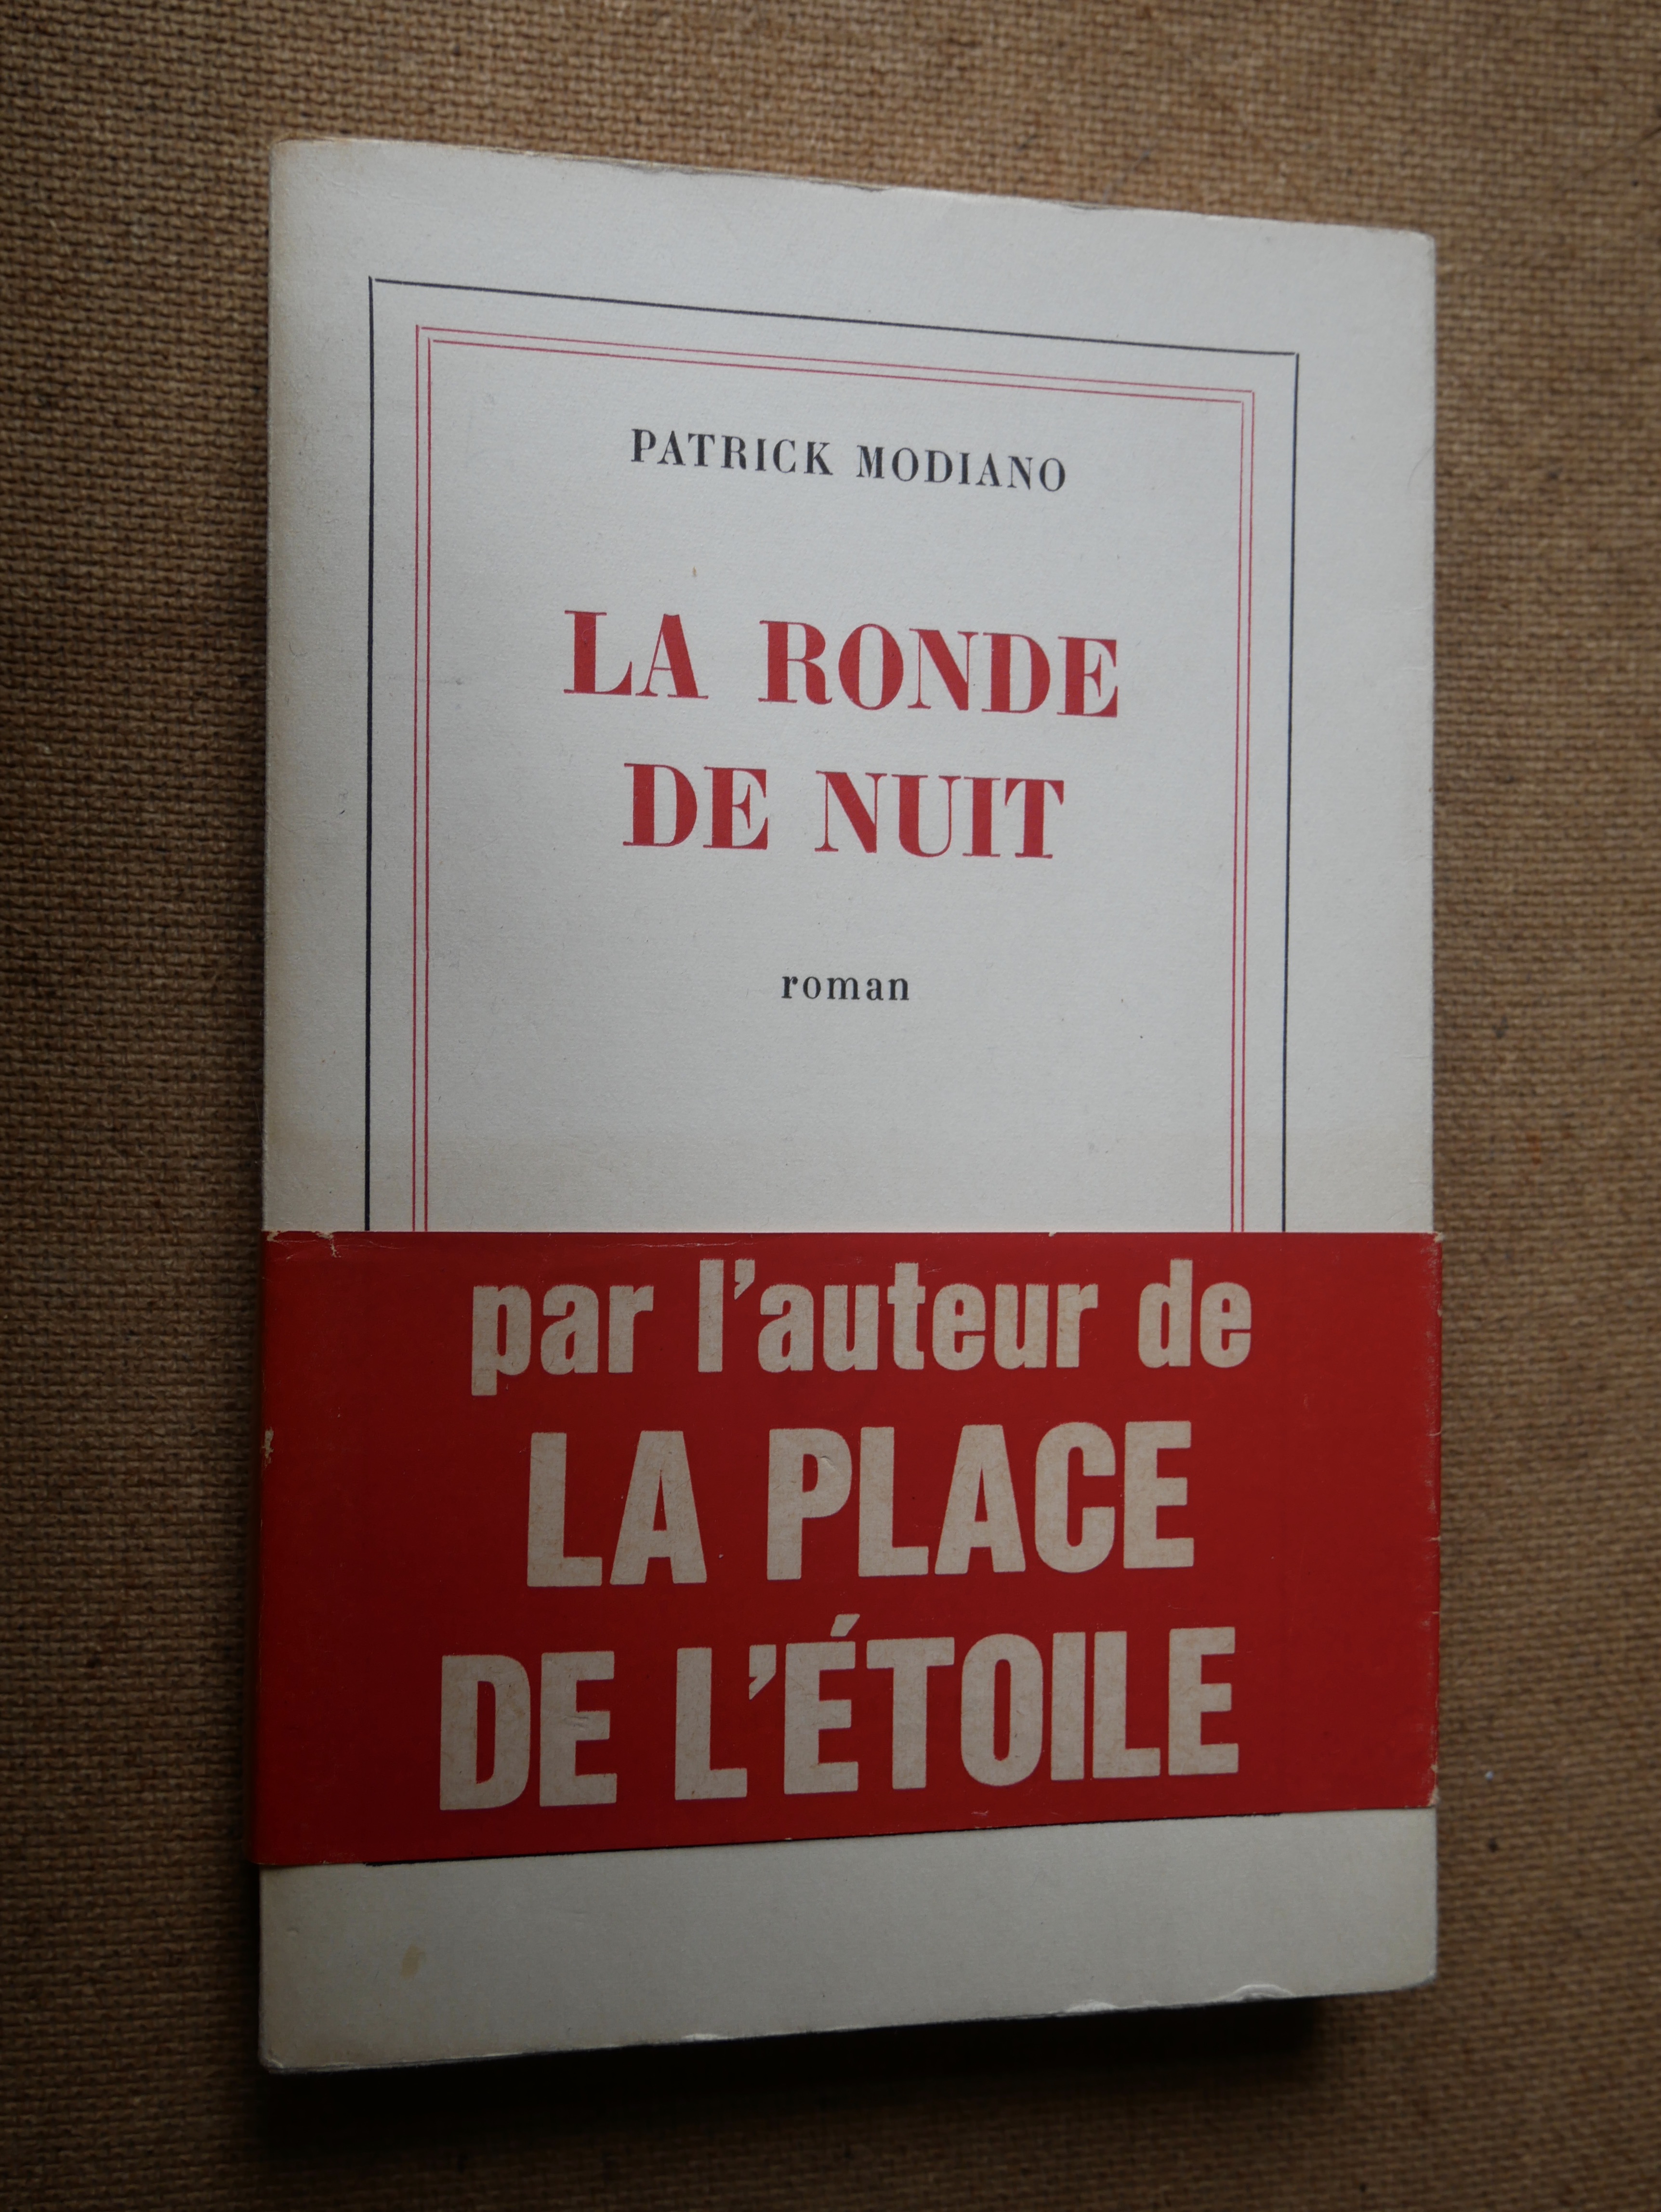 PATRICK MODIANO
LA RONDE
DE NUIT
roman
par l'auteur de
LA PLACE
DE L'ÉTOILE